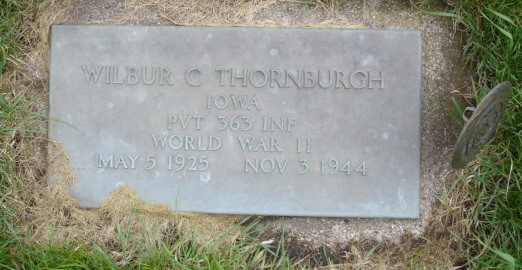 WILBUR C THORNBURGH
IOWA
PVT 363 INF
WORLD WAR II
MAY 5 1925 NOV 3 1944